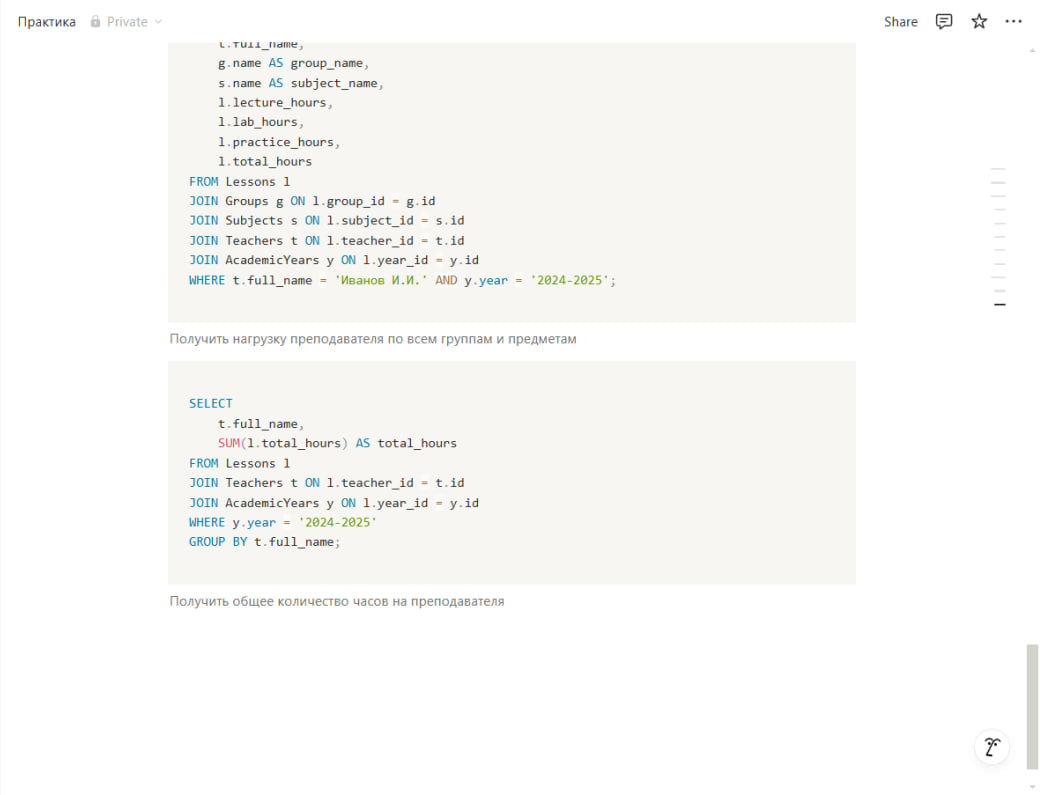 Практика Private Share
t.full_name,
g.name AS group_name,
s.name AS subject_name,
l.lecture_hours,
l.lab_hours,
l.practice_hours,
l.total_hours
FROM Lessons l
JOIN Groups g ON l.group_id = g.id
JOIN Subjects s ON l.subject_id = s.id
JOIN Teachers t ON l.teacher_id = t.id
JOIN AcademicYears y ON l.year_id = y.id
WHERE t.full_name = 'Иванов И.И.' AND y.year = '2024-2025';
Получить нагрузку преподавателя по всем группам и предметам
SELECT
t.full_name,
SUM(l.total_hours) AS total_hours
FROM Lessons l
JOIN Teachers t ON l.teacher_id = t.id
JOIN AcademicYears y ON l.year_id = y.id
WHERE y.year = '2024-2025'
GROUP BY t.full_name;
Получить общее количество часов на преподавателя